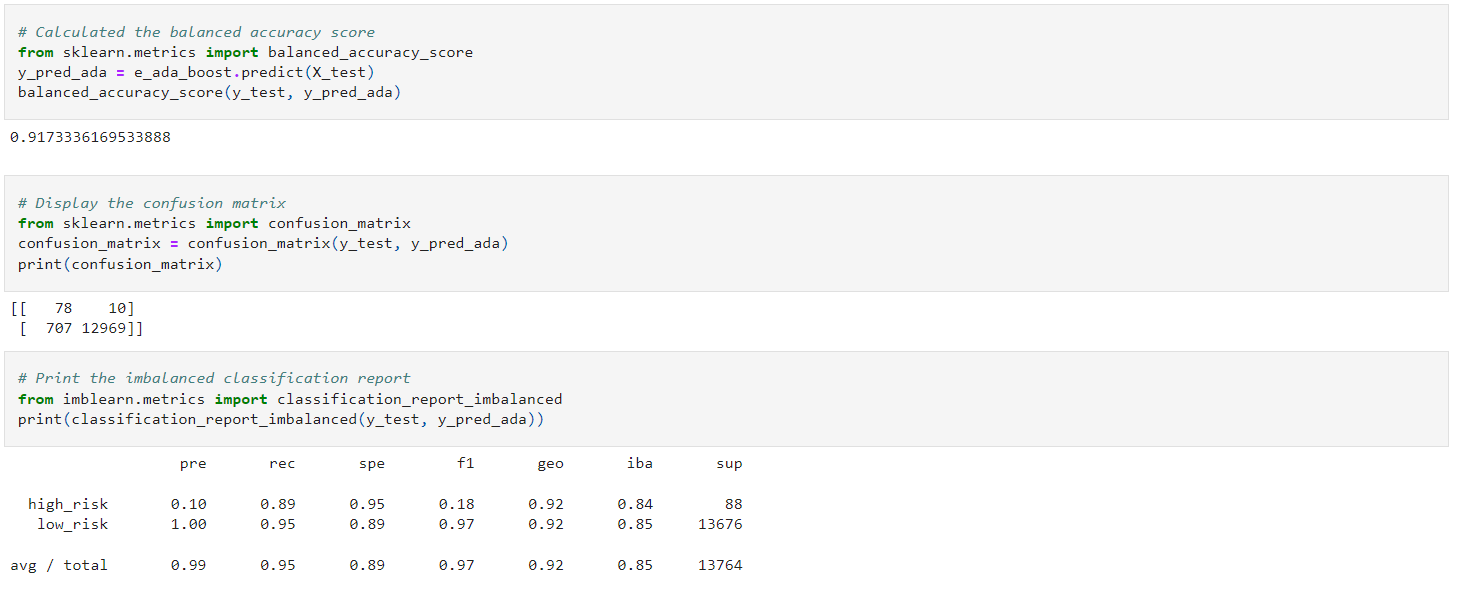 # Calculated the balanced accuracy score
from sklearn.metrics import balanced_accuracy_score
y_pred_ada = e_ada_boost.predict(X_test)
balanced_accuracy_score(y_test, y_pred_ada)
0.9173336169533888
# Display the confusion matrix
from sklearn.metrics import confusion_matrix
confusion_matrix = confusion_matrix(y_test, y_pred_ada)
print(confusion_matrix)
[[   78    10]
 [  707 12969]]
# Print the imbalanced classification report
from imblearn.metrics import classification_report_imbalanced
print(classification_report_imbalanced(y_test, y_pred_ada))
                   pre       rec       spe        f1       geo       iba       sup
  high_risk       0.10      0.89      0.95      0.18      0.92      0.84        88
   low_risk       1.00      0.95      0.89      0.97      0.92      0.85     13676
avg / total       0.99      0.95      0.89      0.97      0.92      0.85     13764